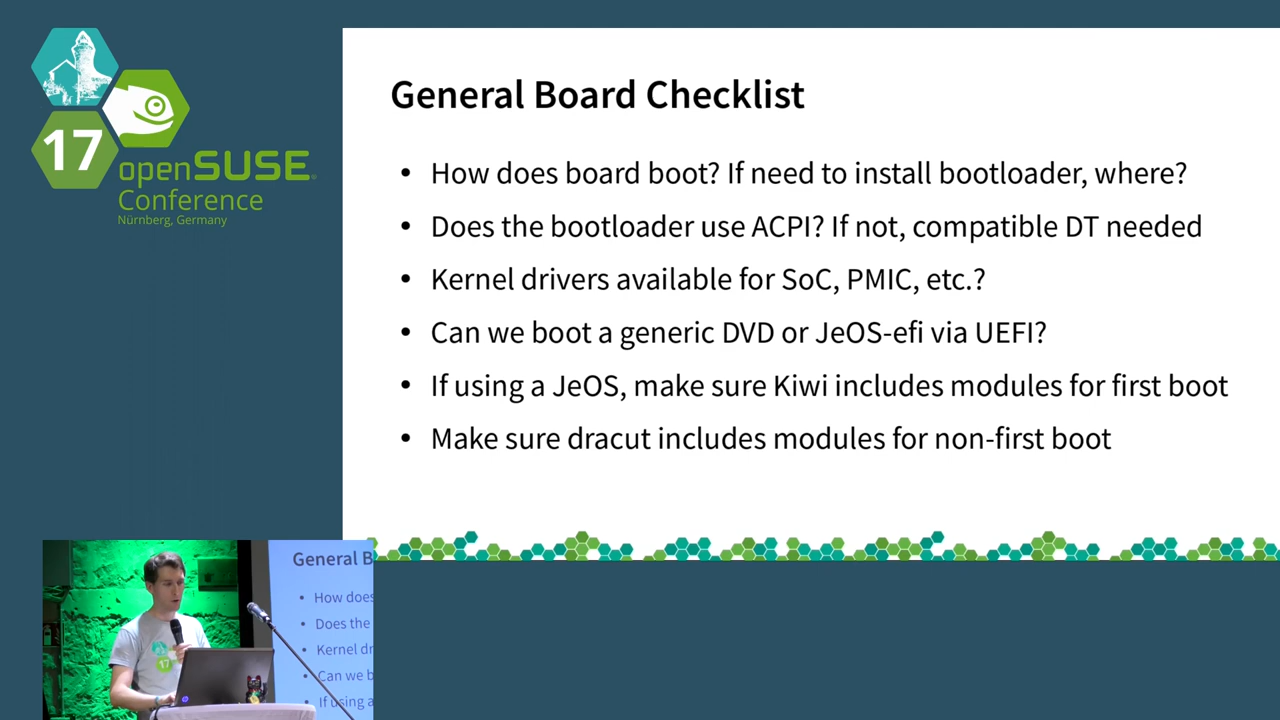 17
openSUSE
Conference
Nürnberg, Germany
General Board Checklist
• How does board boot? If need to install bootloader, where?
• Does the bootloader use ACPI? If not, compatible DT needed
• Kernel drivers available for SoC, PMIC, etc.?
• Can we boot a generic DVD or JeOS-efi via UEFI?
• If using a JeOS, make sure Kiwi includes modules for first boot
• Make sure dracut includes modules for non-first boot
General B
• How does
• Does the
• Kernel dr
• Can we b
• If using a
17